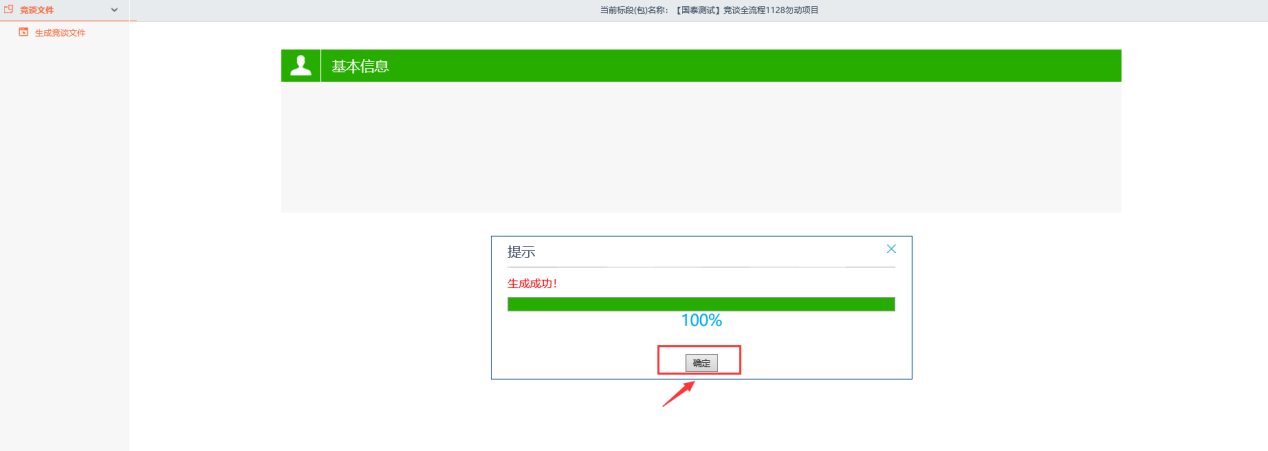 竞谈文件
当前标段(包)名称：【国泰测试】竞谈全流程1128勿动项目
生成竞谈文件
基本信息
提示
生成成功！
100%
确定